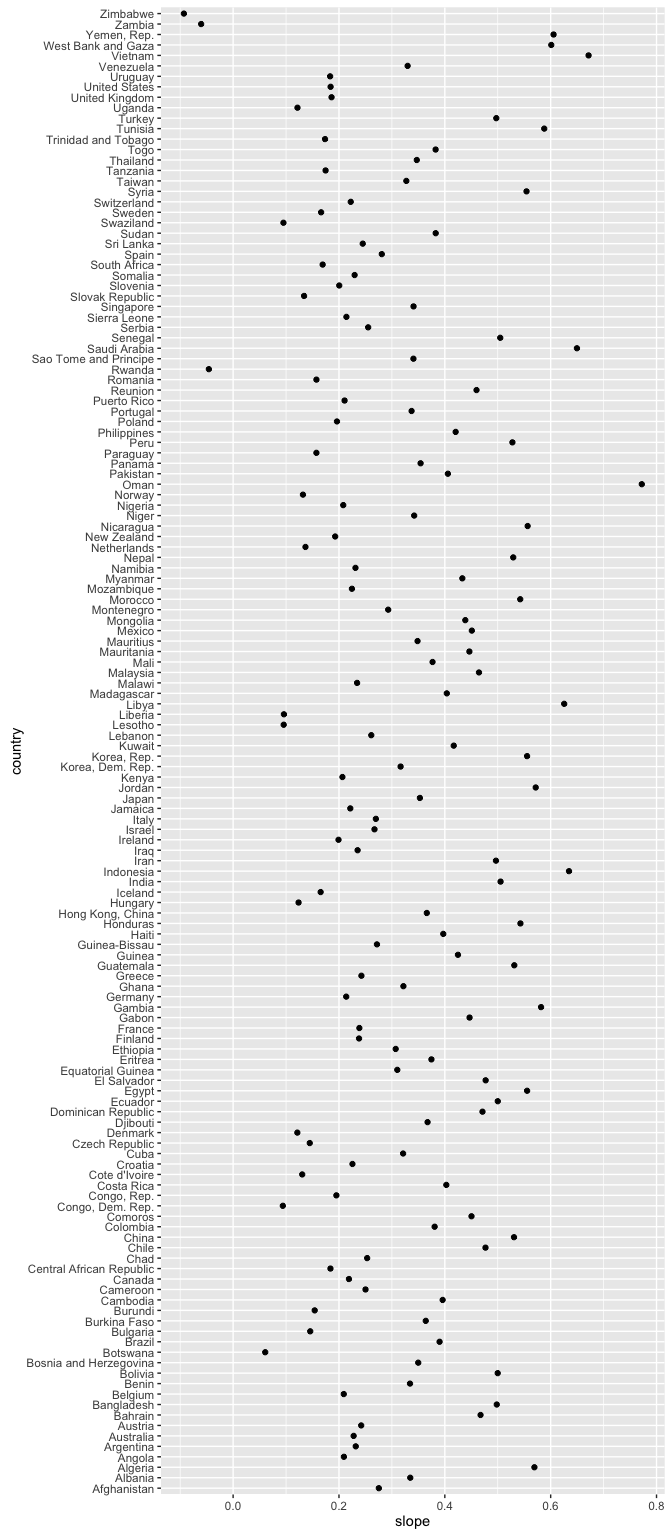 Zimbabwe
Zambia
Yemen, Rep.
West Bank and Gaza
Vietnam
Venezuela
Uruguay
United States
United Kingdom
Uganda
Turkey
Tunisia
Trinidad and Tobago
Togo
Thailand
Tanzania
Taiwan
Syria
Switzerland
Sweden
Swaziland
Sudan
Sri Lanka
Spain
South Africa
Somalia
Slovenia
Slovak Republic
Singapore
Sierra Leone
Serbia
Senegal
Saudi Arabia
Sao Tome and Principe
Rwanda
Romania
Reunion
Puerto Rico
Portugal
Poland
Philippines
Peru
Paraguay
Panama
Pakistan
Oman
Norway
Nigeria
Niger
Nicaragua
New Zealand
Netherlands
Nepal
Namibia
Myanmar
Mozambique
Morocco
Montenegro
Mongolia
Mexico
Mauritius
Mauritania
Mali
Malaysia
Malawi
Madagascar
Libya
Liberia
Lesotho
Lebanon
Kuwait
Korea, Rep.
Korea, Dem. Rep.
Kenya
Jordan
Japan
Jamaica
Italy
Israel
Ireland
Iraq
Iran
Indonesia
India
Iceland
Hungary
Hong Kong, China
Honduras
Haiti
Guinea-Bissau
Guinea
Guatemala
Greece
Ghana
Germany
Gambia
Gabon
France
Finland
Ethiopia
Eritrea
Equatorial Guinea
El Salvador
Egypt
Ecuador
Dominican Republic
Djibouti
Denmark
Czech Republic
Cuba
Croatia
Cote d'Ivoire
Costa Rica
Congo, Rep.
Congo, Dem. Rep.
Comoros
Colombia
China
Chile
Chad
Central African Republic
Canada
Cameroon
Cambodia
Burundi
Burkina Faso
Bulgaria
Brazil
Botswana
Bosnia and Herzegovina
Bolivia
Benin
Belgium
Bangladesh
Bahrain
Austria
Australia
Argentina
Angola
Algeria
Albania
Afghanistan
country
0.0 0.2 0.4 0.6 0.8
slope